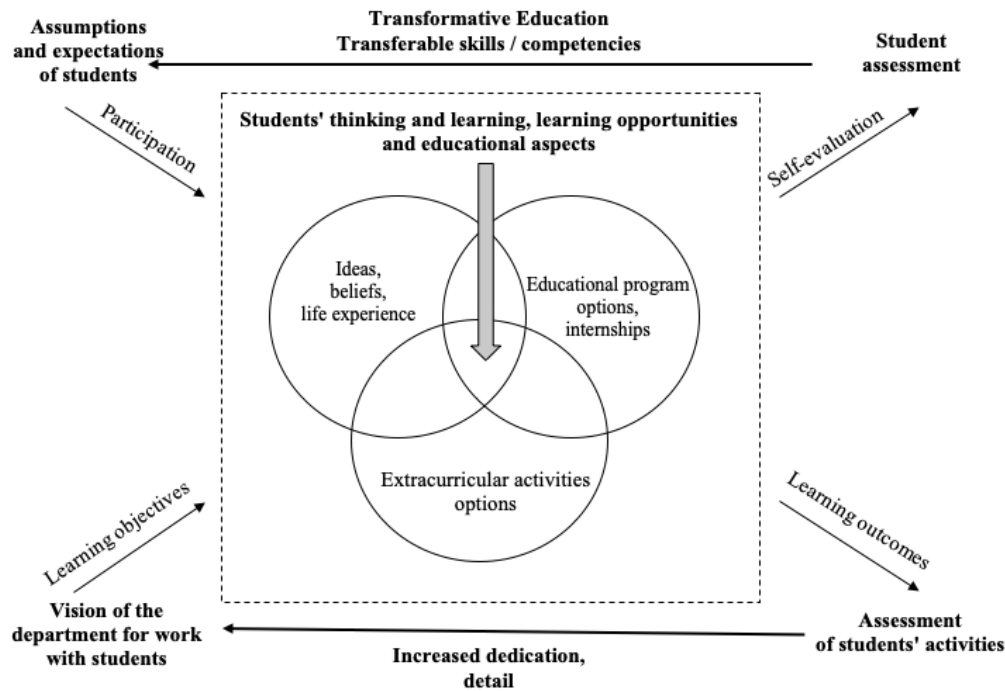 Transformative Education
Transferable skills / competencies
Assumptions
and expectations
of students
Student
assessment
Participation
Self-evaluation
Students' thinking and learning, learning opportunities
and educational aspects
Ideas,
beliefs,
life experience
Educational program
options,
internships
Extracurricular activities
options
Learning objectives
Learning outcomes
Vision of the
department for work
with students
Assessment
of students' activities
Increased dedication,
detail